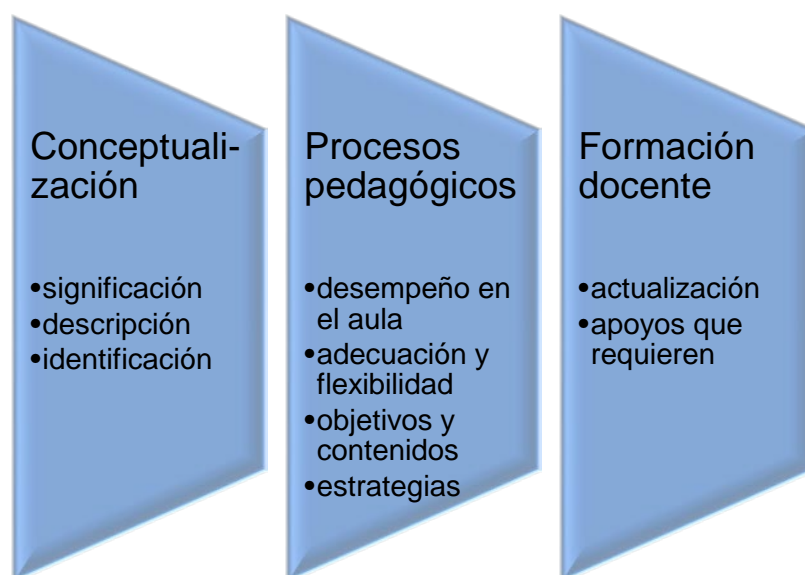 Conceptuali-
zación
•significación
•descripción
•identificación
Procesos
pedagógicos
•desempeño en
el aula
•adecuación y
flexibilidad
•objetivos y
contenidos
•estrategias
Formación
docente
•actualización
•apoyos que
requieren